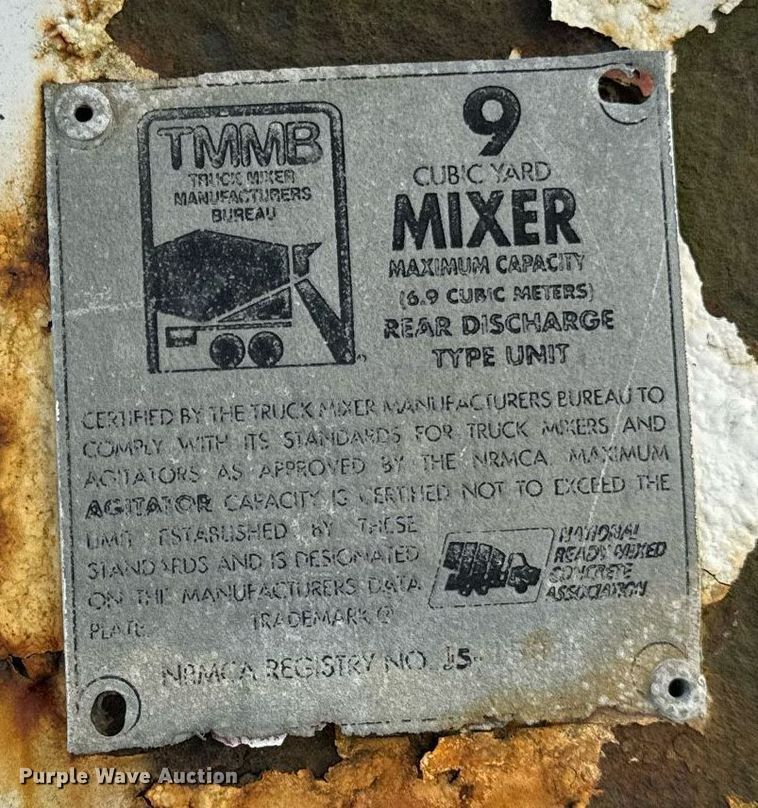 TMMB
TRUCK MIXER
MANUFACTURERS
BUREAU
9
CUBIC YARD
MIXER
MAXIMUM CAPACITY
(6.9 CUBIC METERS)
REAR DISCHARGE
TYPE UNIT
CERTIFIED BY THE TRUCK MIXER MANUFACTURERS BUREAU TO
COMPLY WITH ITS STANDARDS FOR TRUCK MIXERS AND
AGITATORS AS APPROVED BY THE NRMCA. MAXIMUM
AGITATOR CAPACITY IS CERTIFIED NOT TO EXCEED THE
LIMIT ESTABLISHED BY THESE
STANDARDS AND IS DESIGNATED
ON THE MANUFACTURERS DATA
PLATE. TRADEMARK ®
NATIONAL
READY MIXED
CONCRETE
ASSOCIATION
NRMCA REGISTRY NO. 15-
Purple Wave Auction